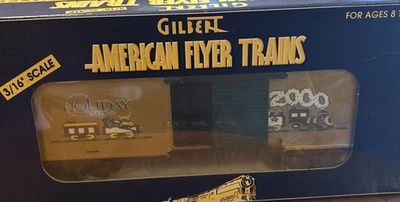 GILBERT
AMERICAN FLYER TRAINS
FOR AGES 8
3/16" SCALE
HOLIDAY
2000